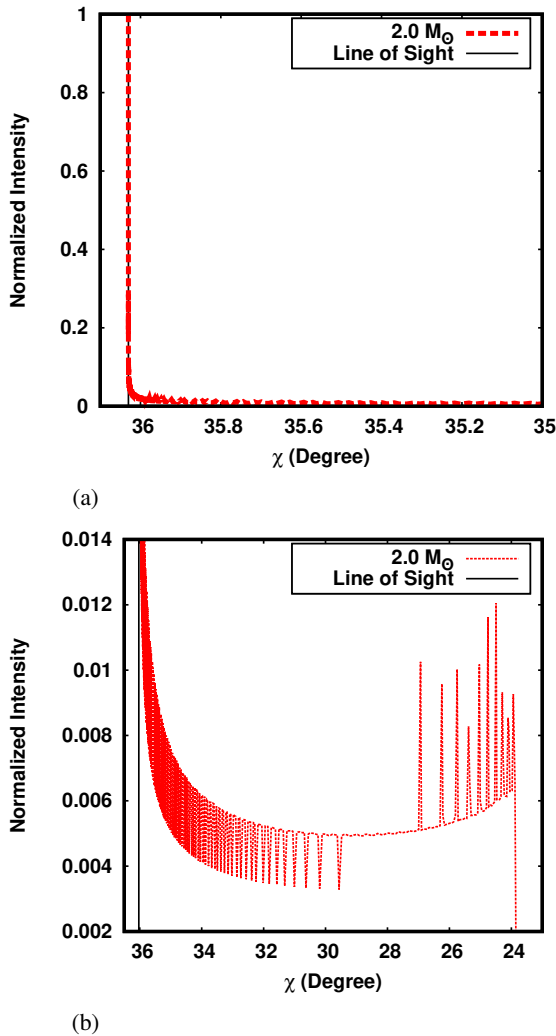 1
0.8
0.6
0.4
0.2
0
Normalized Intensity
2.0 M⊙
Line of Sight
36 35.8 35.6 35.4 35.2 35
χ (Degree)
(a)
0.014
0.012
0.01
0.008
0.006
0.004
0.002
Normalized Intensity
2.0 M⊙
Line of Sight
36 34 32 30 28 26 24
χ (Degree)
(b)